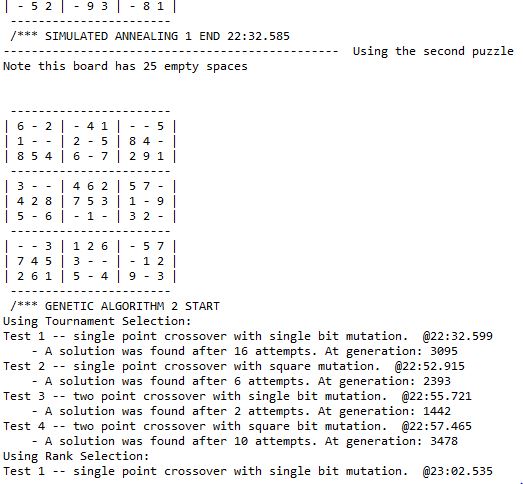 | - 5 2 | - 9 3 | - 8 1 |
-----------------------
/*** SIMULATED ANNEALING 1 END 22:32.585
------------------------------------------------  Using the second puzzle
Note this board has 25 empty spaces
-----------------------
| 6 - 2 | - 4 1 | - - 5 |
| 1 - - | 2 - 5 | 8 4 - |
| 8 5 4 | 6 - 7 | 2 9 1 |
-----------------------
| 3 - - | 4 6 2 | 5 7 - |
| 4 2 8 | 7 5 3 | 1 - 9 |
| 5 - 6 | - 1 - | 3 2 - |
-----------------------
| - - 3 | 1 2 6 | - 5 7 |
| 7 4 5 | 3 - - | - 1 2 |
| 2 6 1 | 5 - 4 | 9 - 3 |
-----------------------
/*** GENETIC ALGORITHM 2 START
Using Tournament Selection:
Test 1 -- single point crossover with single bit mutation.  @22:32.599
- A solution was found after 16 attempts. At generation: 3095
Test 2 -- single point crossover with square mutation.  @22:52.915
- A solution was found after 6 attempts. At generation: 2393
Test 3 -- two point crossover with single bit mutation.  @22:55.721
- A solution was found after 2 attempts. At generation: 1442
Test 4 -- two point crossover with square bit mutation.  @22:57.465
- A solution was found after 10 attempts. At generation: 3478
Using Rank Selection:
Test 1 -- single point crossover with single bit mutation.  @23:02.535